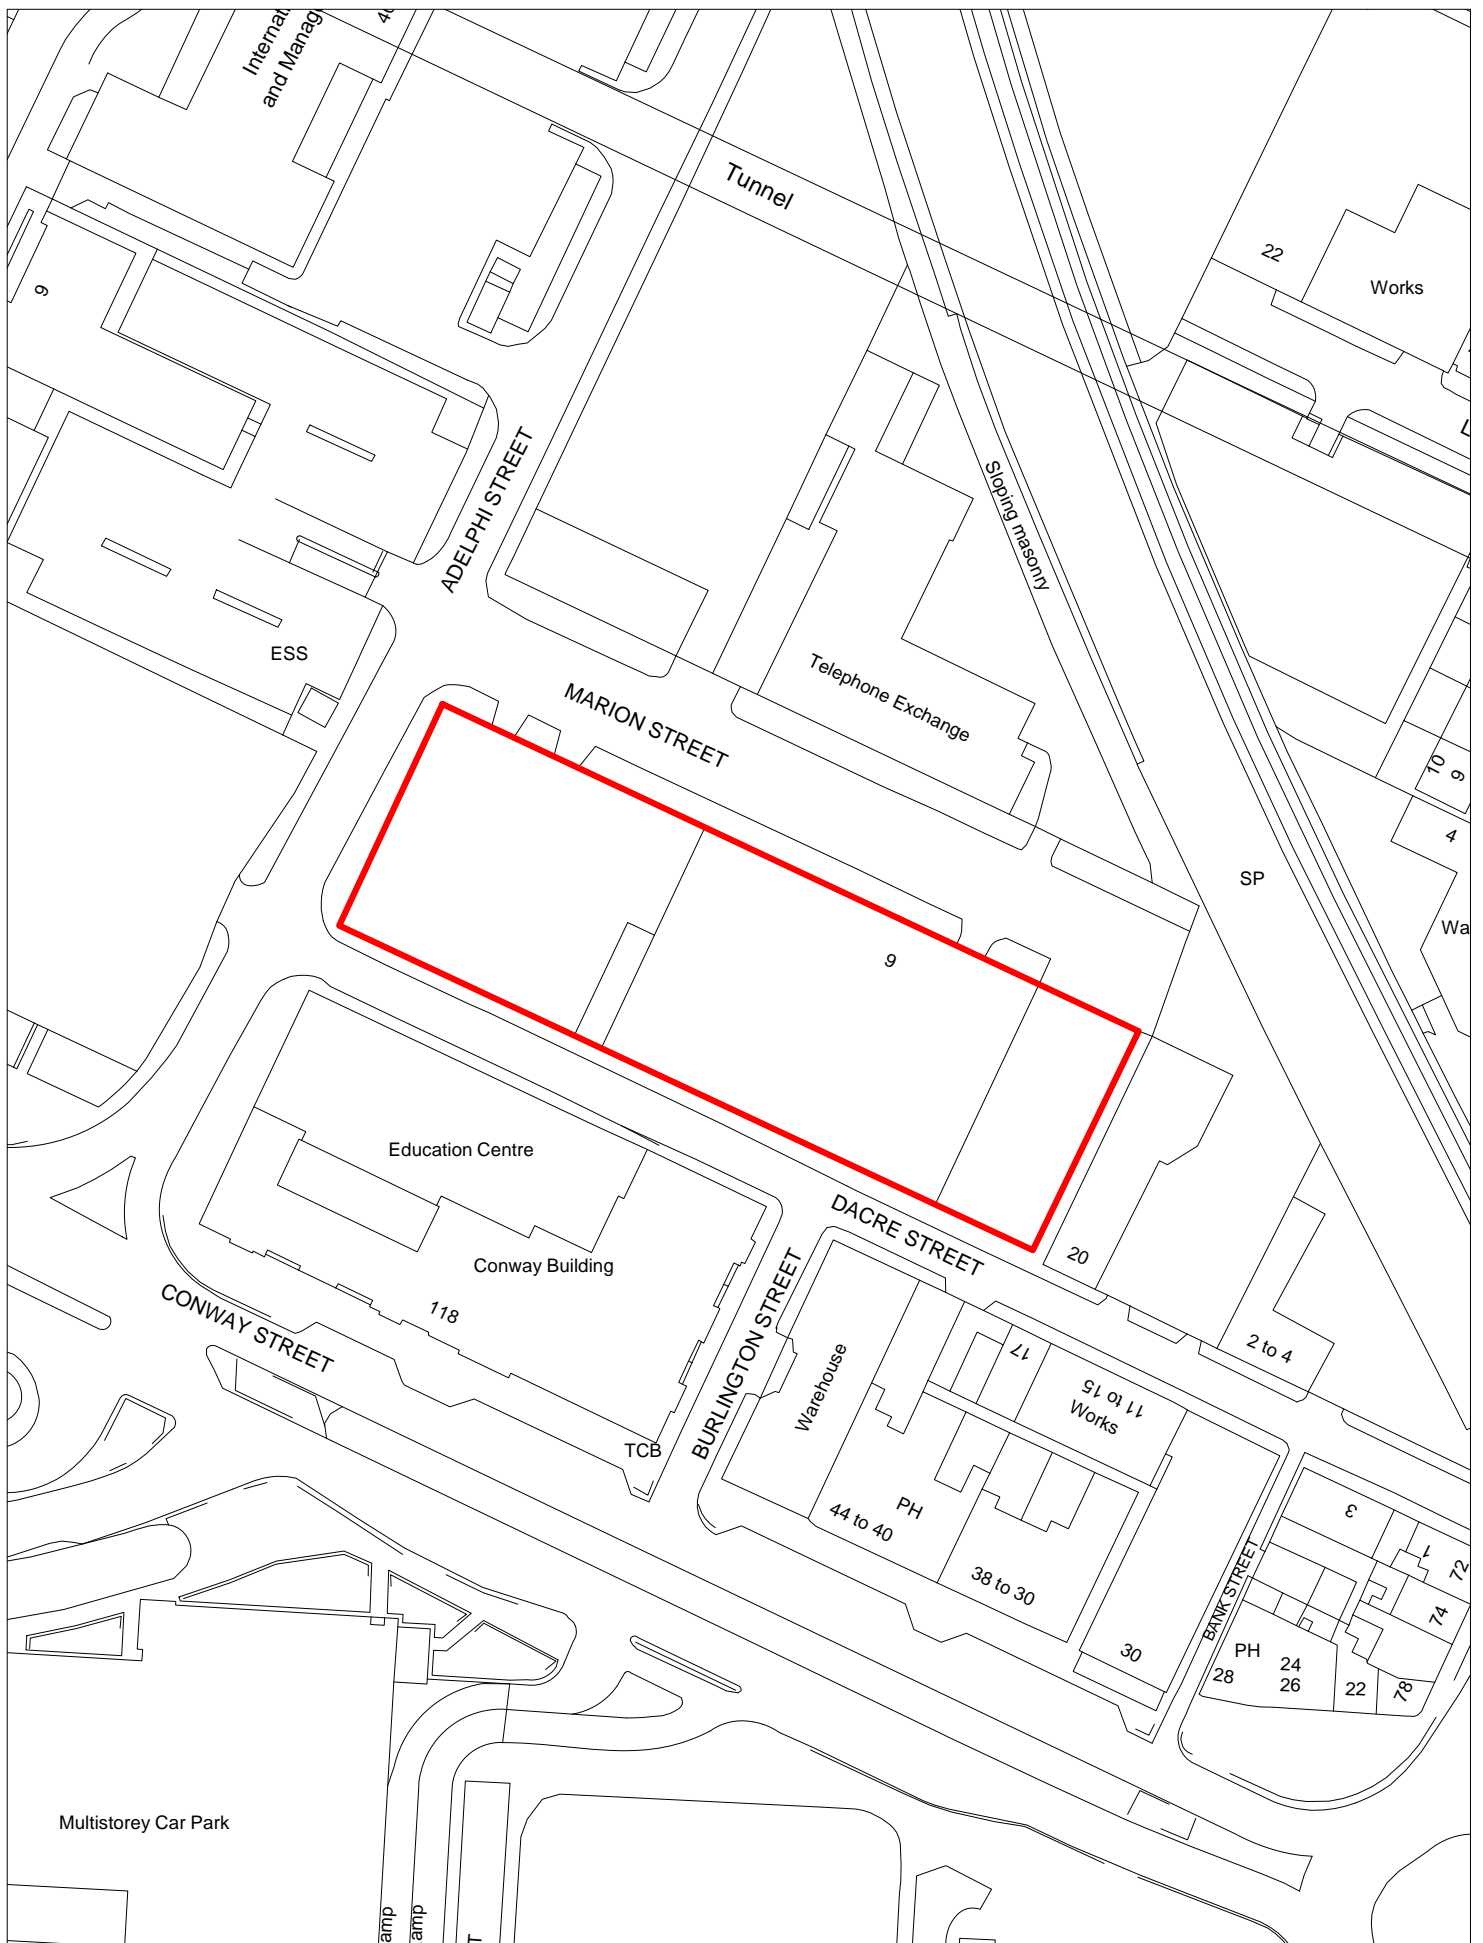 40
Tunnel
22
Works
9
ADELPHI STREET
Sloping masonry
ESS
Telephone Exchange
MARION STREET
10
9
4
SP
9
Education Centre
DACRE STREET
20
Conway Building
118
CONWAY STREET
BURLINGTON STREET
Warehouse
17
11 to 15
Works
2 to 4
TCB
PH
44 to 40
38 to 30
30
BANK STREET
3
1
72
74
PH
28
24
26
22
78
Multistorey Car Park